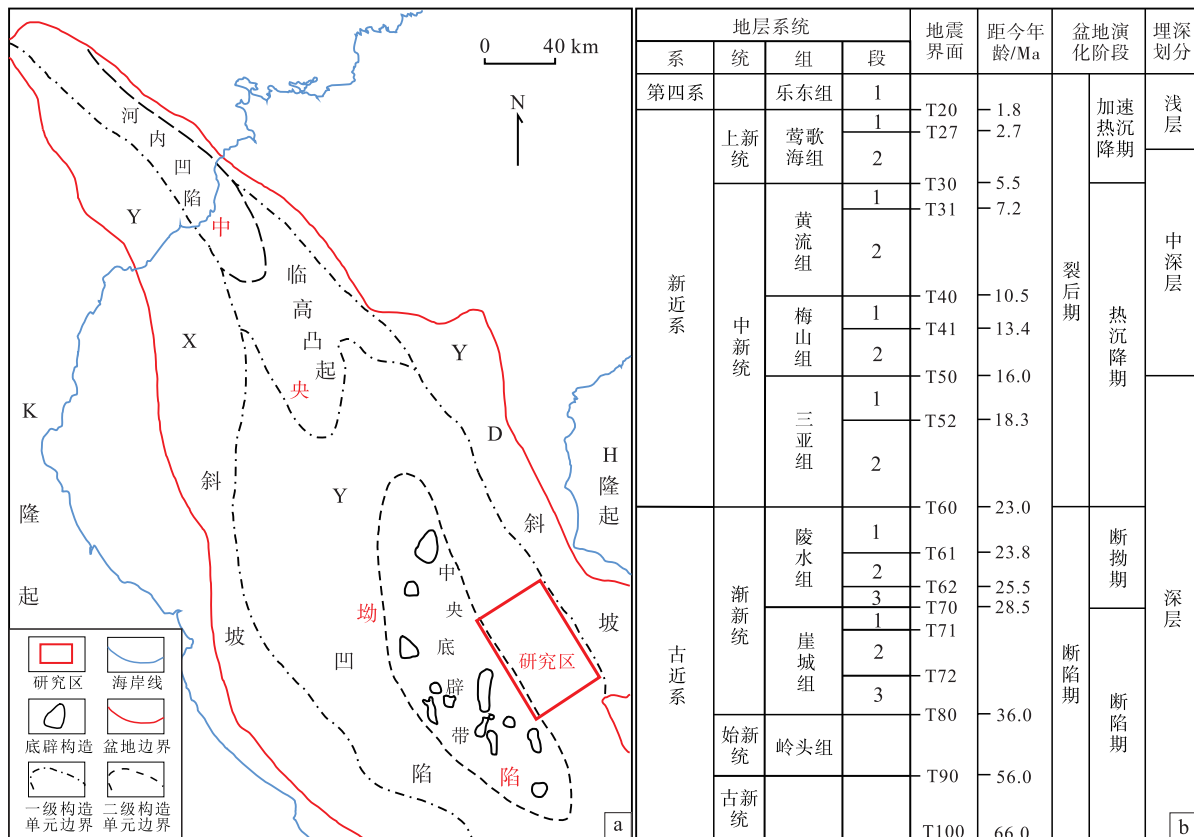 0 40 km
N
河内凹陷
Y
中
临高凸起
X
央
Y
K
隆起
D
H
隆起
斜
Y
斜
中央底辟带
坳
坡
研究区
坡
凹
陷
陷
研究区
海岸线
底辟构造
盆地边界
一级构造
单元边界
二级构造
单元边界
a
地层系统
地震
界面
距今年
龄/Ma
盆地演
化阶段
埋深
划分
系
统
组
段
第四系
乐东组
1
T20
1.8
加速
热沉
降期
浅层
上新统
莺歌
海组
1
T27
2.7
2
T30
5.5
新近系
中新统
黄流组
1
T31
7.2
2
T40
10.5
裂后期
热沉降期
中深层
梅山组
1
T41
13.4
2
T50
16.0
三亚组
1
T52
18.3
2
T60
23.0
古近系
渐新统
陵水组
1
T61
23.8
断拗期
2
T62
25.5
3
T70
28.5
深层
崖城组
1
T71
2
T72
3
T80
36.0
断陷期
断陷期
始新统
岭头组
T90
56.0
古新统
T100
66.0
b